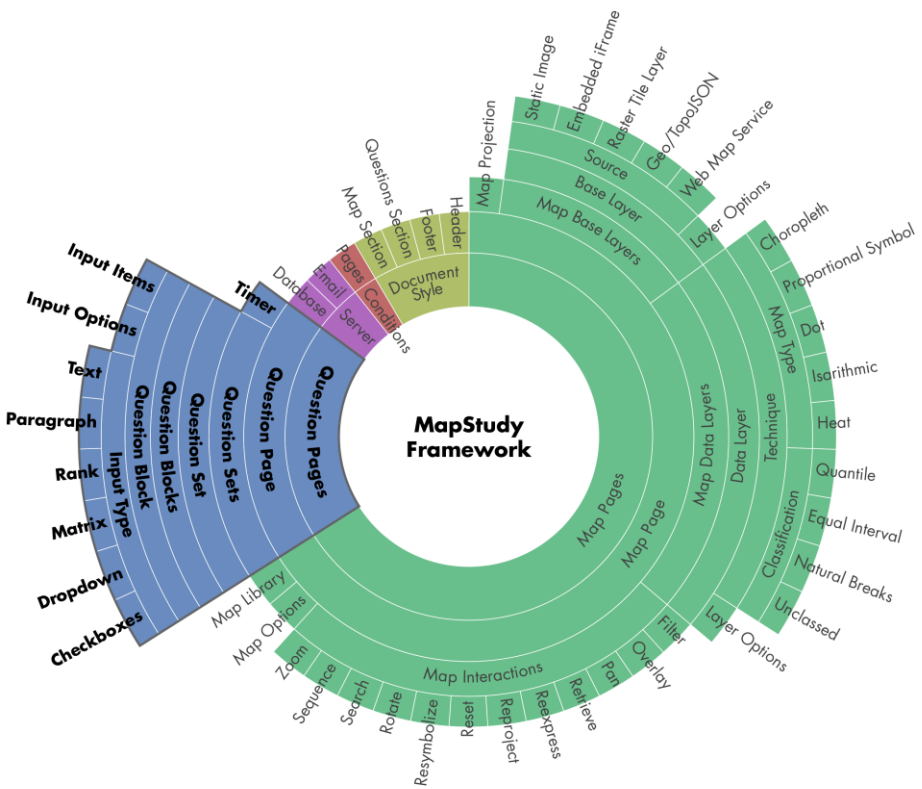 MapStudy
Framework
Map Pages
Map Page
Map Projection
Map Base Layers
Base Layer
Source
Static Image
Embedded iFrame
Raster Tile Layer
Geo/TopoJSON
Web Map Service
Layer Options
Map Data Layers
Data Layer
Technique
Map Type
Choropleth
Proportional Symbol
Dot
Isarithmic
Heat
Classification
Quantile
Equal Interval
Natural Breaks
Unclassed
Layer Options
Map Interactions
Filter
Overlay
Pan
Retrieve
Reexpress
Reproject
Reset
Resymbolize
Rotate
Search
Sequence
Zoom
Map Options
Map Library
Question Pages
Question Page
Question Sets
Question Set
Question Blocks
Question Block
Input Type
Checkboxes
Dropdown
Matrix
Rank
Paragraph
Text
Input Options
Input Items
Timer
Server
Database
Email
Conditions
Pages
Document
Style
Map Section
Questions Section
Footer
Header